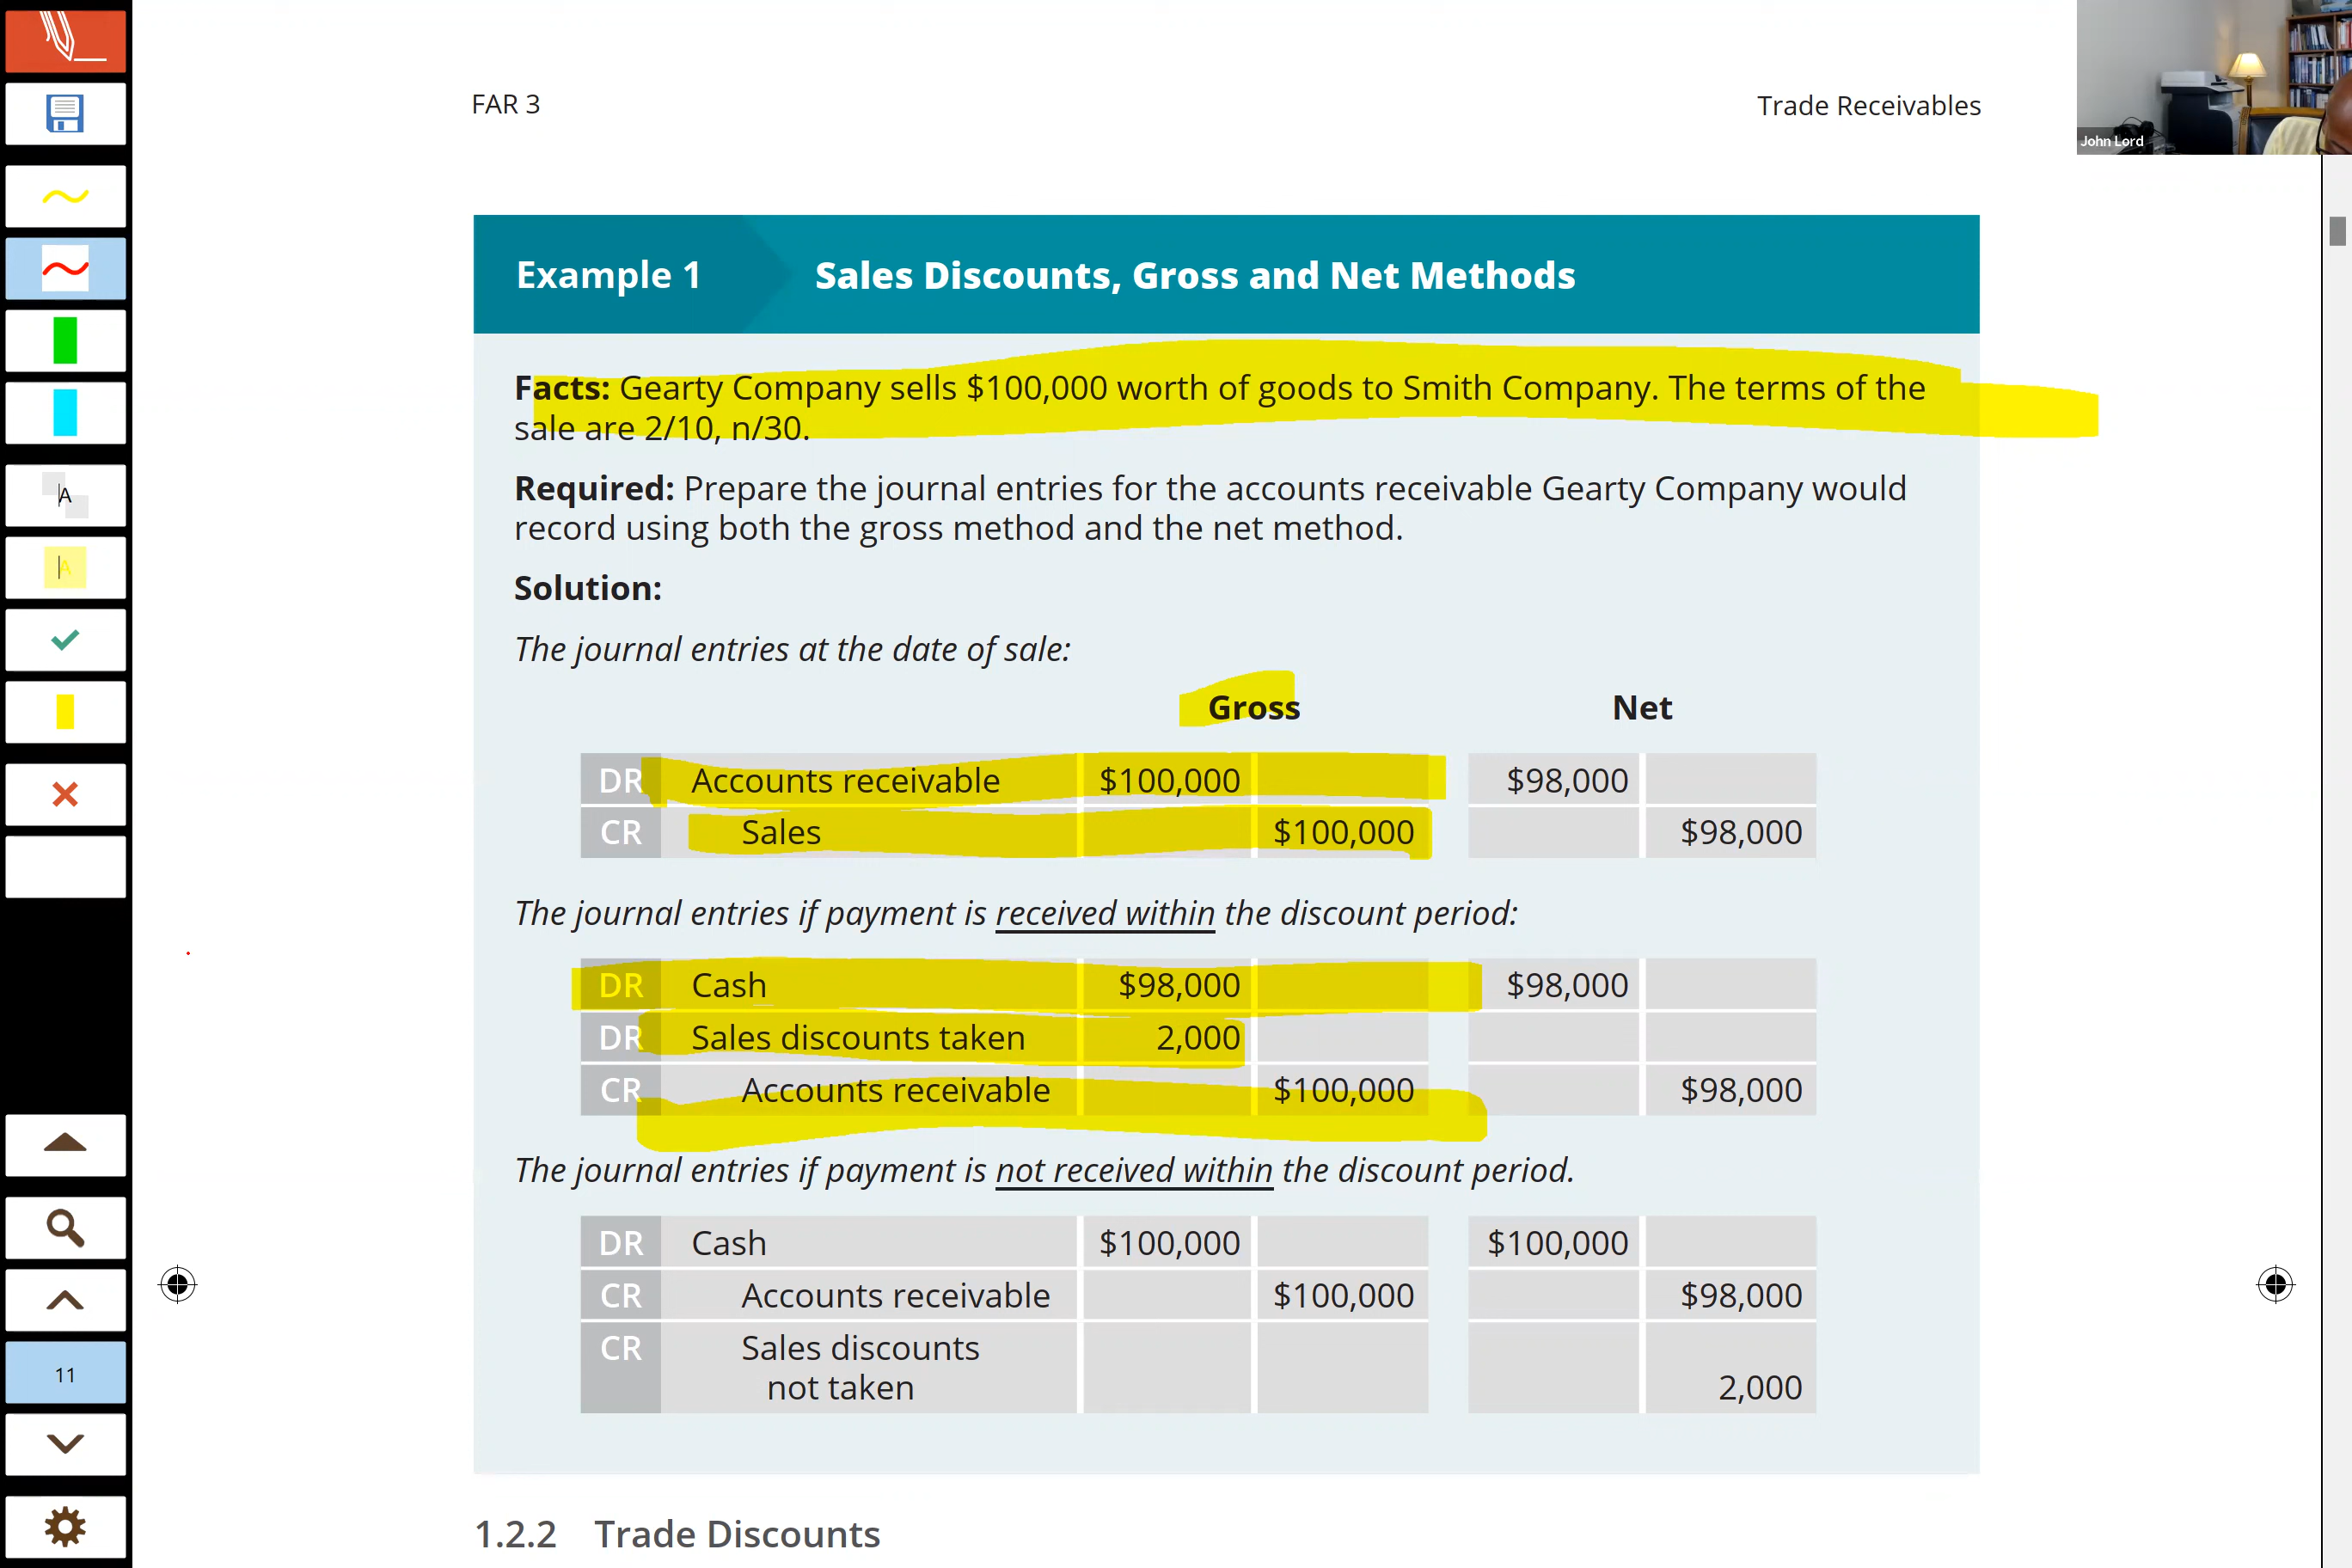 FAR 3
Trade Receivables
John Lord
Example 1 Sales Discounts, Gross and Net Methods
Facts: Gearty Company sells $100,000 worth of goods to Smith Company. The terms of the
sale are 2/10, n/30.
Required: Prepare the journal entries for the accounts receivable Gearty Company would
record using both the gross method and the net method.
Solution:
The journal entries at the date of sale:
Gross Net
DR Accounts receivable $100,000 $98,000
CR Sales $100,000 $98,000
The journal entries if payment is received within the discount period:
DR Cash $98,000 $98,000
DR Sales discounts taken 2,000
CR Accounts receivable $100,000 $98,000
The journal entries if payment is not received within the discount period.
DR Cash $100,000 $100,000
CR Accounts receivable $100,000 $98,000
CR Sales discounts
not taken 2,000
1.2.2 Trade Discounts
A
A
11